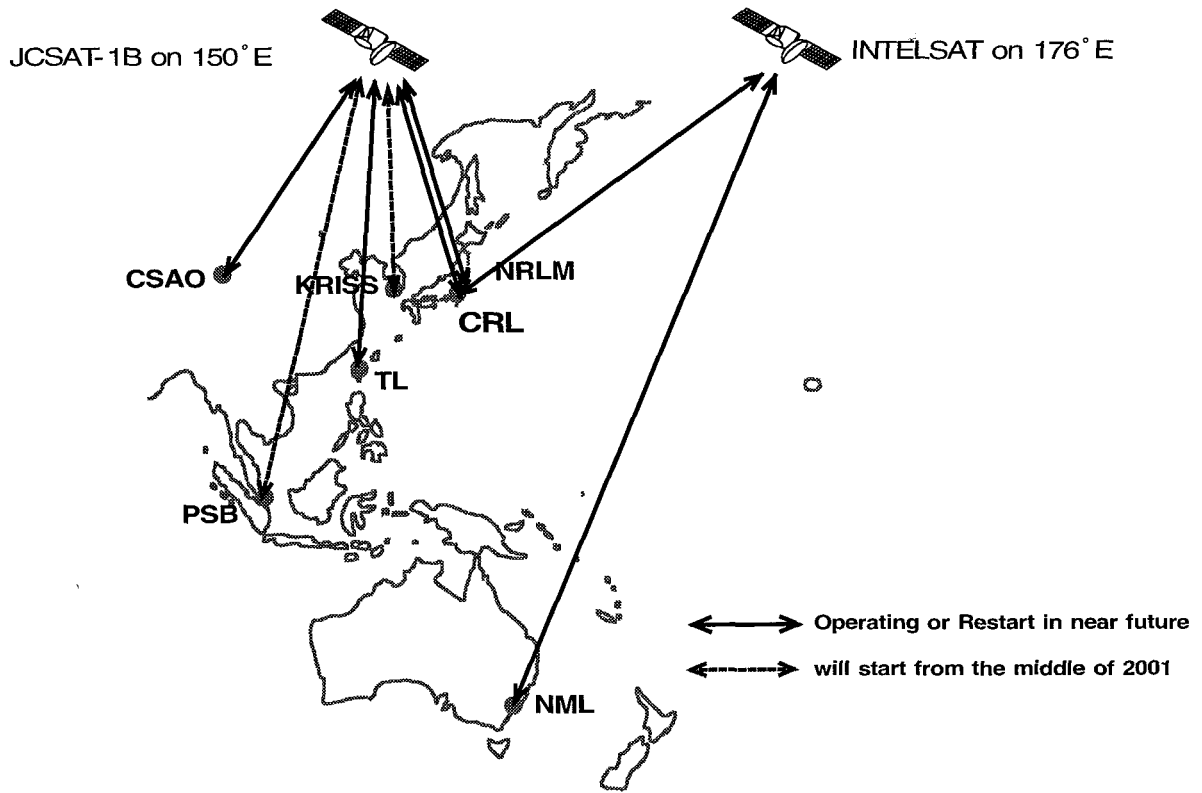 JCSAT-1B on 150°E
INTELSAT on 176°E
CSAO
KRISS
NRLM
CRL
TL
PSB
Operating or Restart in near future
will start from the middle of 2001
NML